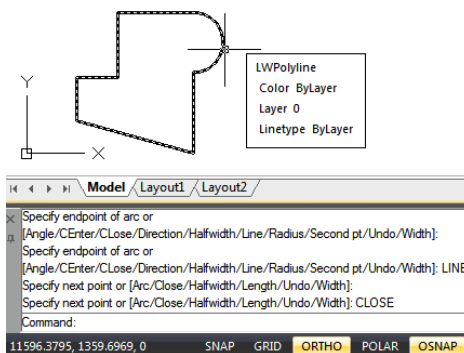 LWPolyline
Color ByLayer
Layer 0
Linetype ByLayer
Y
X
Model Layout1 Layout2
Specify endpoint of arc or
[Angle/CEnter/CLose/Direction/Halfwidth/Line/Radius/Second pt/Undo/Width]:
Specify endpoint of arc or
[Angle/CEnter/CLose/Direction/Halfwidth/Line/Radius/Second pt/Undo/Width]: LINE
Specify next point or [Arc/Close/Halfwidth/Length/Undo/Width]:
Specify next point or [Arc/Close/Halfwidth/Length/Undo/Width]: CLOSE
Command:
11596.3795, 1359.6969, 0 SNAP GRID ORTHO POLAR OSNAP